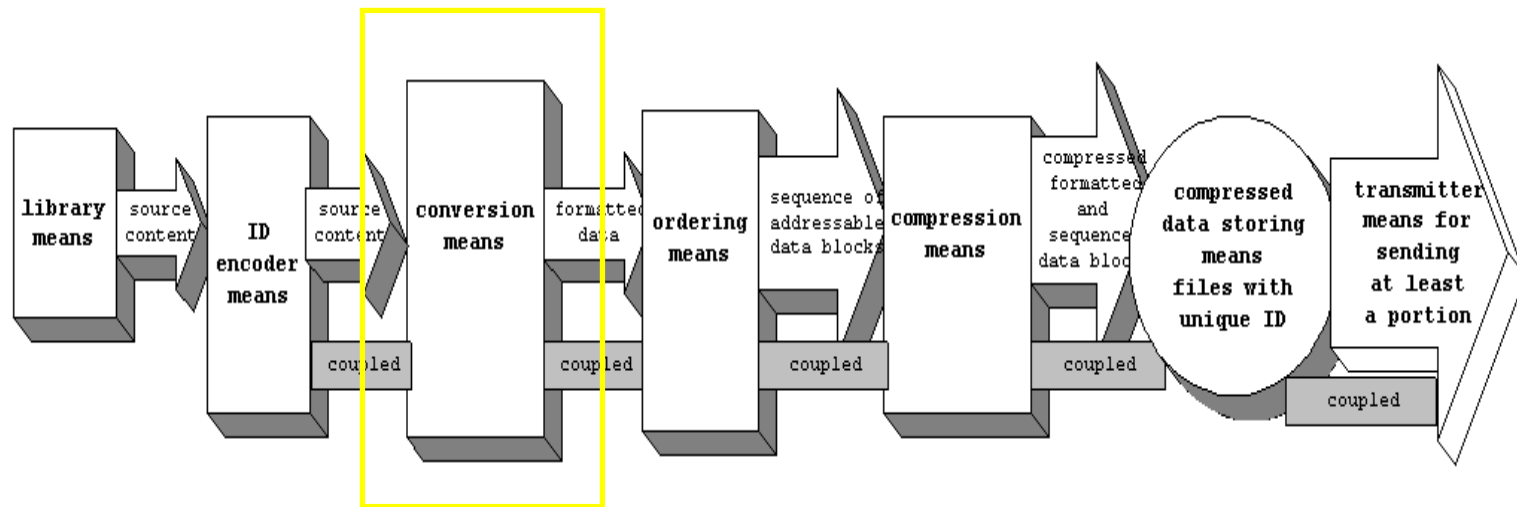 library
means
source
content
ID
encoder
means
source
content
coupled
conversion
means
formatted
data
coupled
ordering
means
sequence of
addressable
data blocks
coupled
compression
means
compressed
formatted
and
sequenced
data block
coupled
compressed
data storing
means
files with
unique ID
coupled
transmitter
means for
sending
at least
a portion